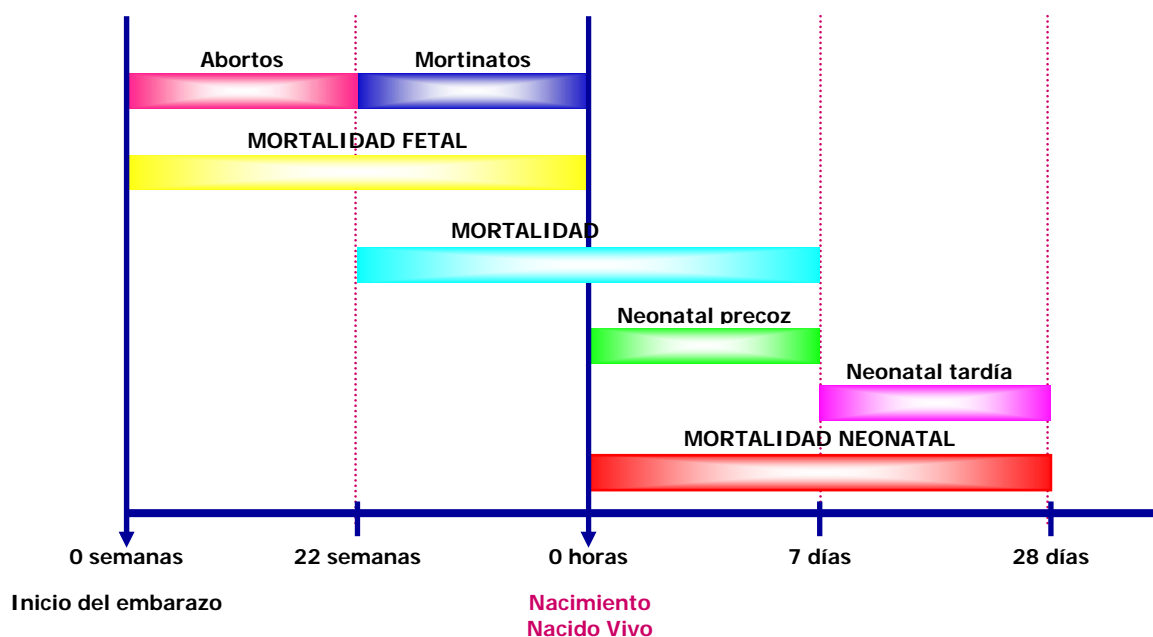 Abortos
Mortinatos
MORTALIDAD FETAL
MORTALIDAD
Neonatal precoz
Neonatal tardía
MORTALIDAD NEONATAL
0 semanas
22 semanas
0 horas
7 días
28 días
Inicio del embarazo
Nacimiento
Nacido Vivo